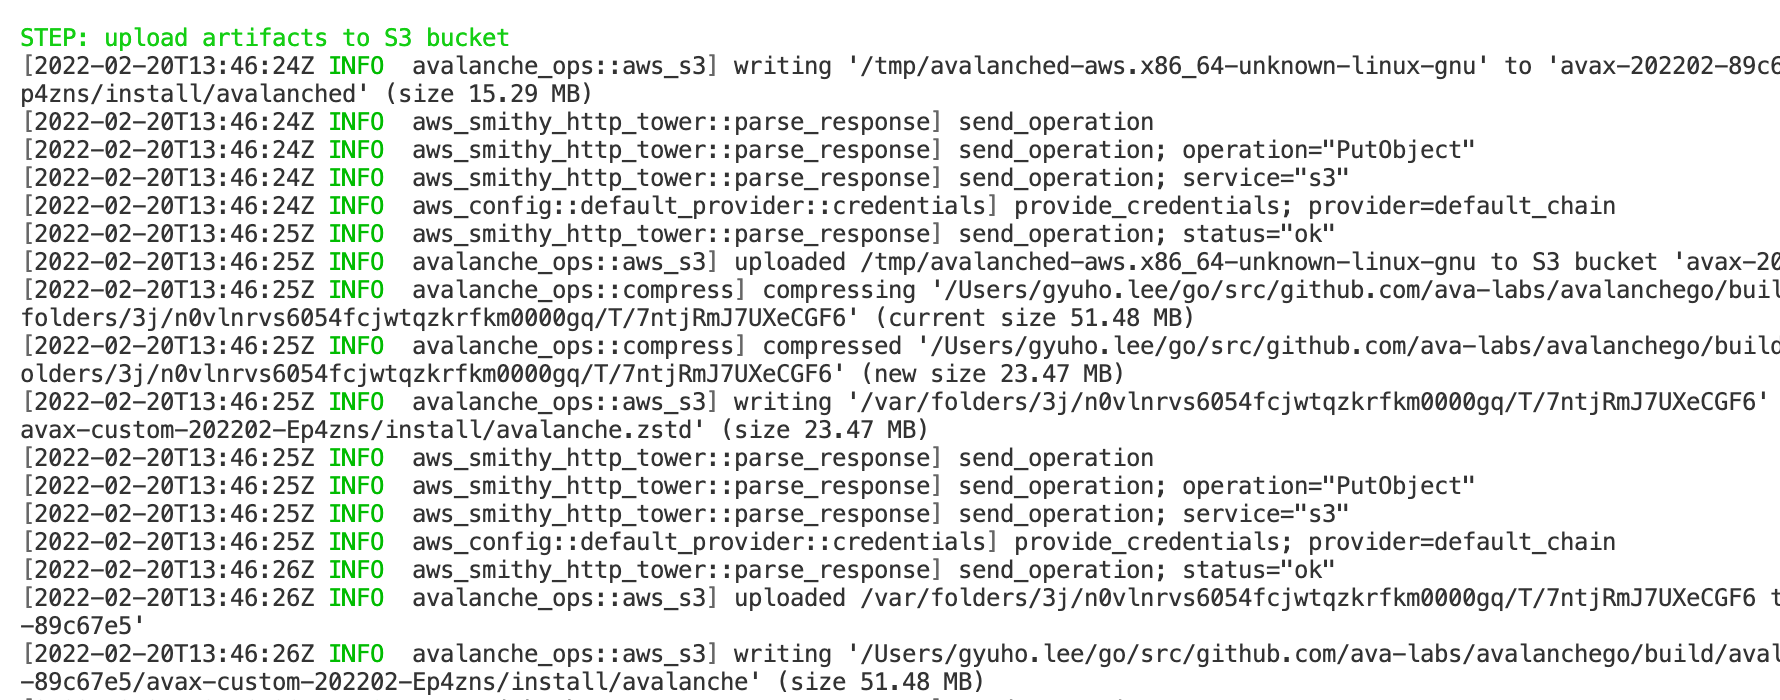 STEP: upload artifacts to S3 bucket
[2022-02-20T13:46:24Z INFO  avalanche_ops::aws_s3] writing '/tmp/avalanched-aws.x86_64-unknown-linux-gnu' to 'avax-202202-89c6
p4zns/install/avalanched' (size 15.29 MB)
[2022-02-20T13:46:24Z INFO  aws_smithy_http_tower::parse_response] send_operation
[2022-02-20T13:46:24Z INFO  aws_smithy_http_tower::parse_response] send_operation; operation="PutObject"
[2022-02-20T13:46:24Z INFO  aws_smithy_http_tower::parse_response] send_operation; service="s3"
[2022-02-20T13:46:24Z INFO  aws_config::default_provider::credentials] provide_credentials; provider=default_chain
[2022-02-20T13:46:25Z INFO  aws_smithy_http_tower::parse_response] send_operation; status="ok"
[2022-02-20T13:46:25Z INFO  avalanche_ops::aws_s3] uploaded /tmp/avalanched-aws.x86_64-unknown-linux-gnu to S3 bucket 'avax-20
[2022-02-20T13:46:25Z INFO  avalanche_ops::compress] compressing '/Users/gyuho.lee/go/src/github.com/ava-labs/avalanchego/buil
folders/3j/n0vlnrvs6054fcjwtqzkrfkm0000gq/T/7ntjRmJ7UXeCGF6' (current size 51.48 MB)
[2022-02-20T13:46:25Z INFO  avalanche_ops::compress] compressed '/Users/gyuho.lee/go/src/github.com/ava-labs/avalanchego/build
olders/3j/n0vlnrvs6054fcjwtqzkrfkm0000gq/T/7ntjRmJ7UXeCGF6' (new size 23.47 MB)
[2022-02-20T13:46:25Z INFO  avalanche_ops::aws_s3] writing '/var/folders/3j/n0vlnrvs6054fcjwtqzkrfkm0000gq/T/7ntjRmJ7UXeCGF6'
avax-custom-202202-Ep4zns/install/avalanche.zstd' (size 23.47 MB)
[2022-02-20T13:46:25Z INFO  aws_smithy_http_tower::parse_response] send_operation
[2022-02-20T13:46:25Z INFO  aws_smithy_http_tower::parse_response] send_operation; operation="PutObject"
[2022-02-20T13:46:25Z INFO  aws_smithy_http_tower::parse_response] send_operation; service="s3"
[2022-02-20T13:46:25Z INFO  aws_config::default_provider::credentials] provide_credentials; provider=default_chain
[2022-02-20T13:46:26Z INFO  aws_smithy_http_tower::parse_response] send_operation; status="ok"
[2022-02-20T13:46:26Z INFO  avalanche_ops::aws_s3] uploaded /var/folders/3j/n0vlnrvs6054fcjwtqzkrfkm0000gq/T/7ntjRmJ7UXeCGF6 t
-89c67e5'
[2022-02-20T13:46:26Z INFO  avalanche_ops::aws_s3] writing '/Users/gyuho.lee/go/src/github.com/ava-labs/avalanchego/build/aval
-89c67e5/avax-custom-202202-Ep4zns/install/avalanche' (size 51.48 MB)